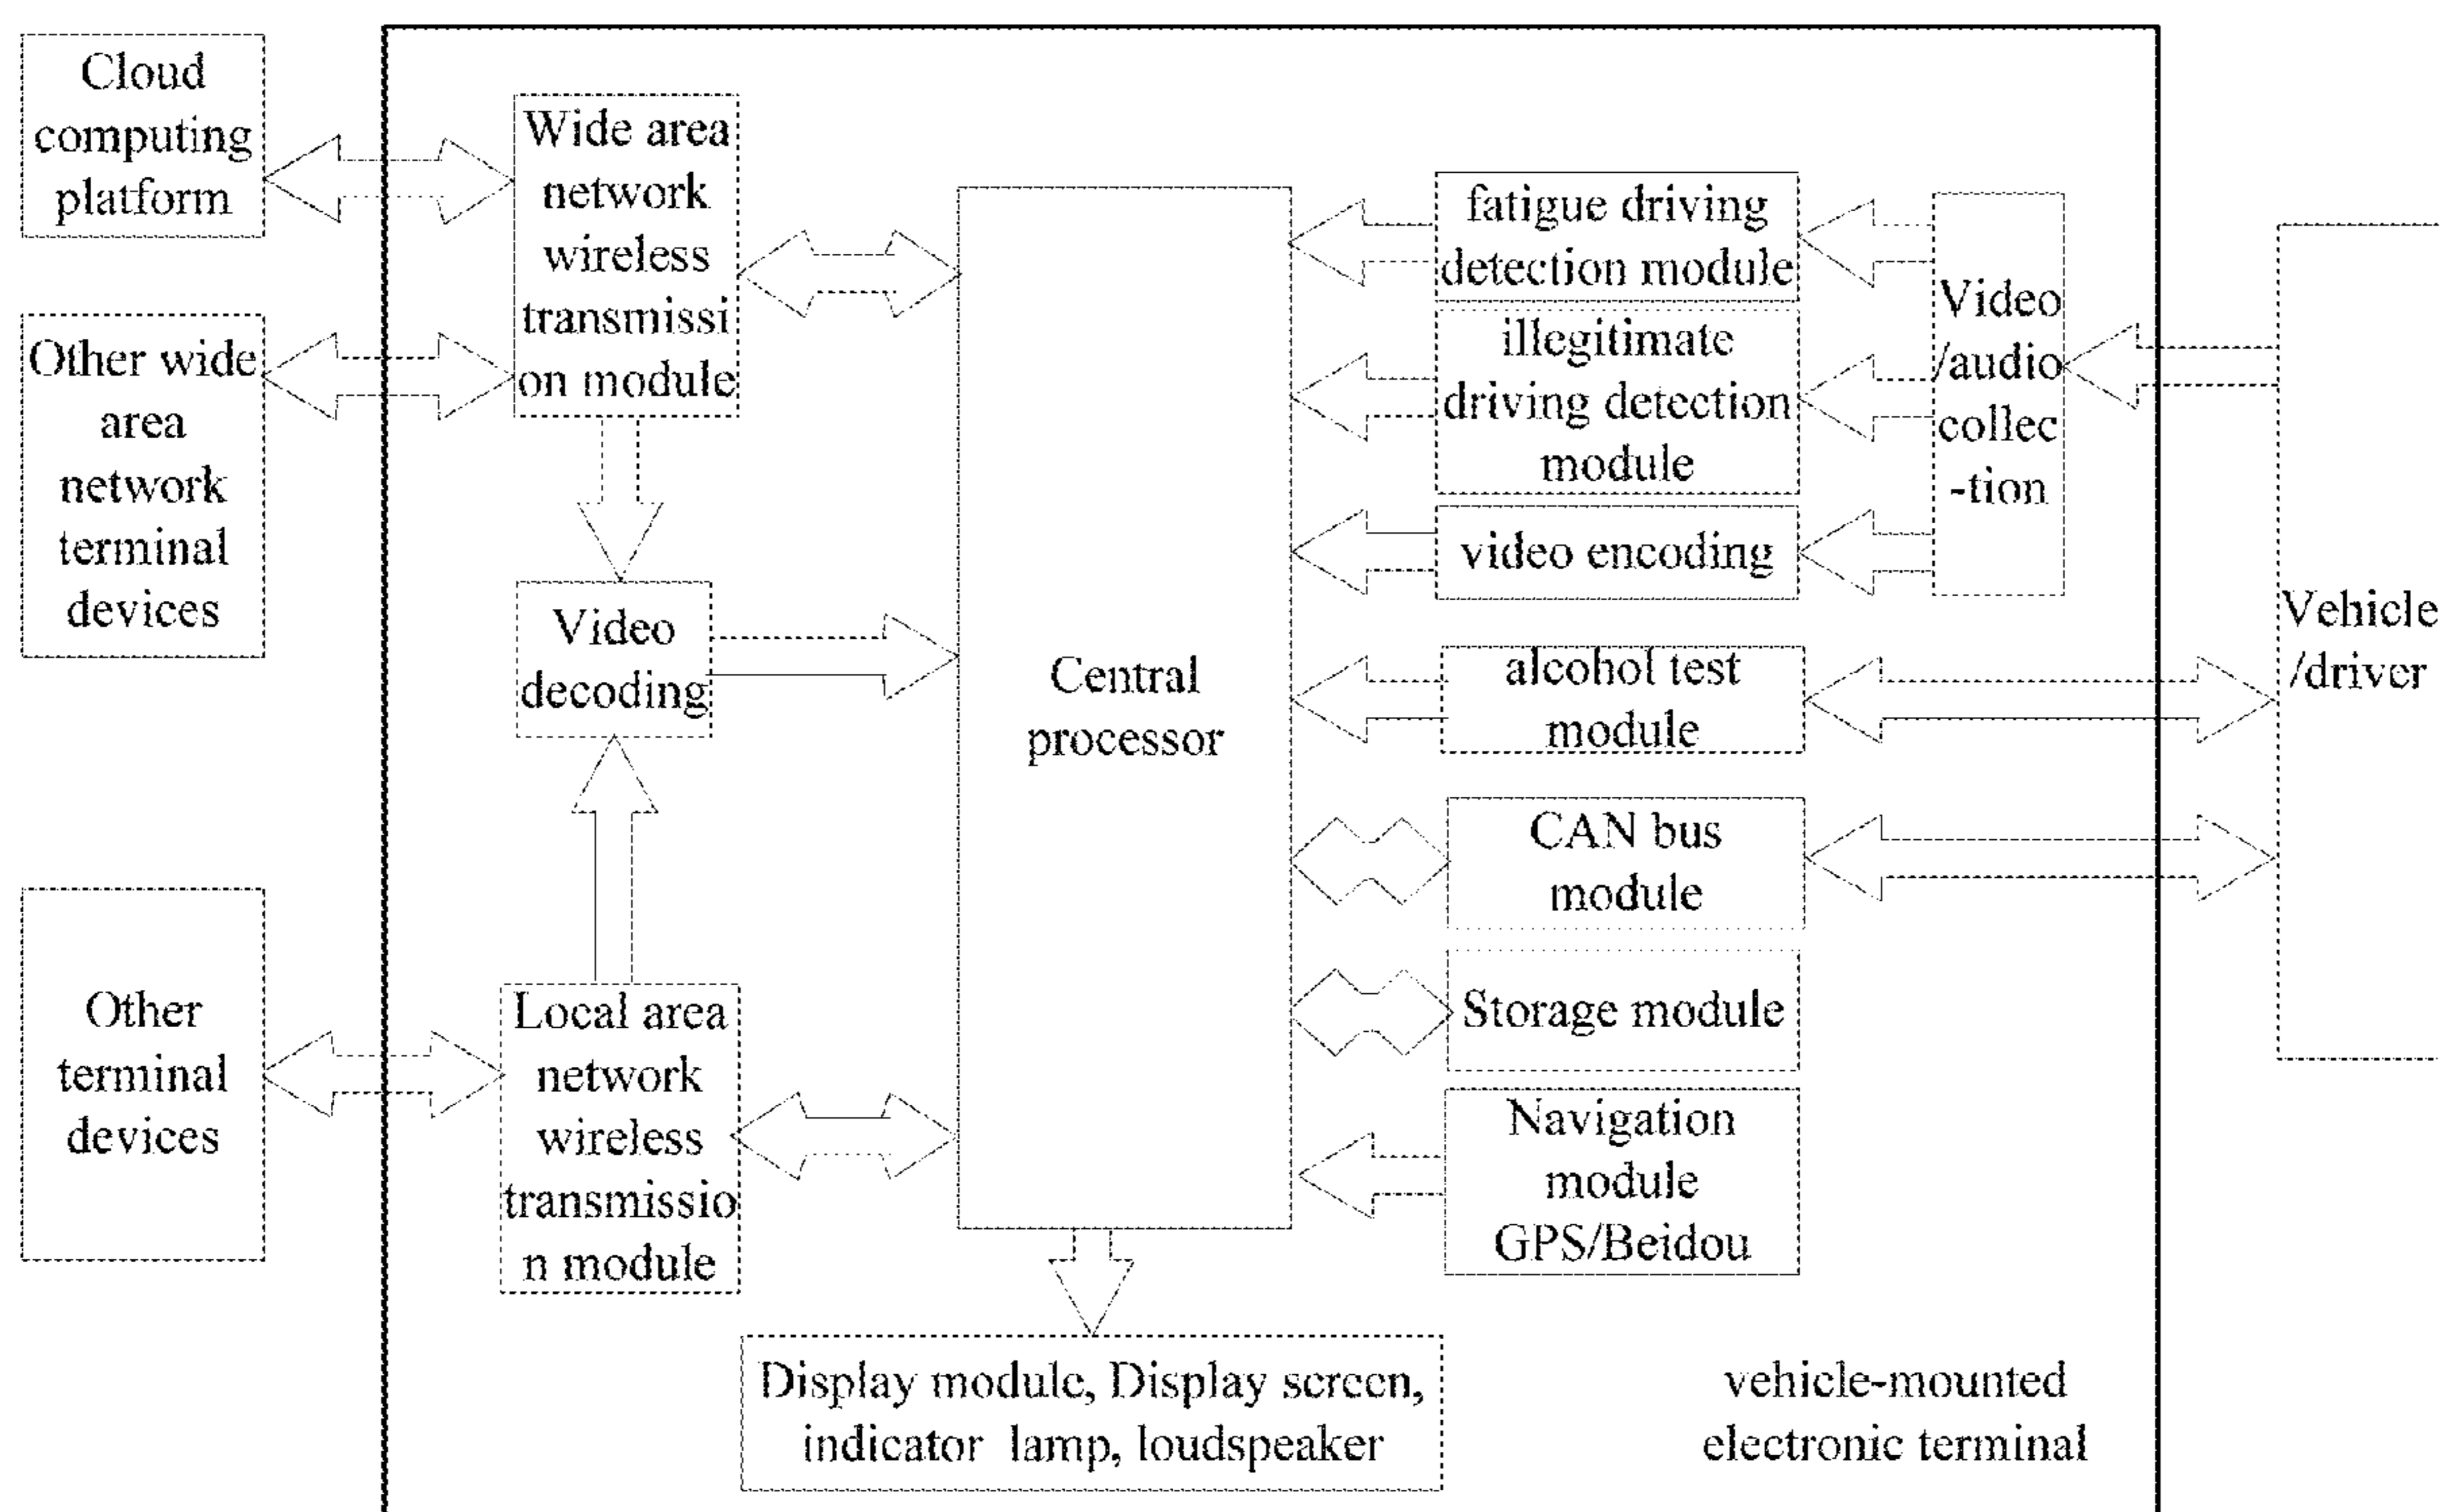 Cloud
computing
platform
Other wide
area
network
terminal
devices
Other
terminal
devices
Wide area
network
wireless
transmissi
on module
Video
decoding
Local area
network
wireless
transmissio
n module
Central
processor
fatigue driving
detection module
illegitimate
driving detection
module
video encoding
alcohol test
module
CAN bus
module
Storage module
Navigation
module
GPS/Beidou
Video
/audio
collec
-tion
Vehicle
/driver
Display module, Display screen,
indicator lamp, loudspeaker
vehicle-mounted
electronic terminal